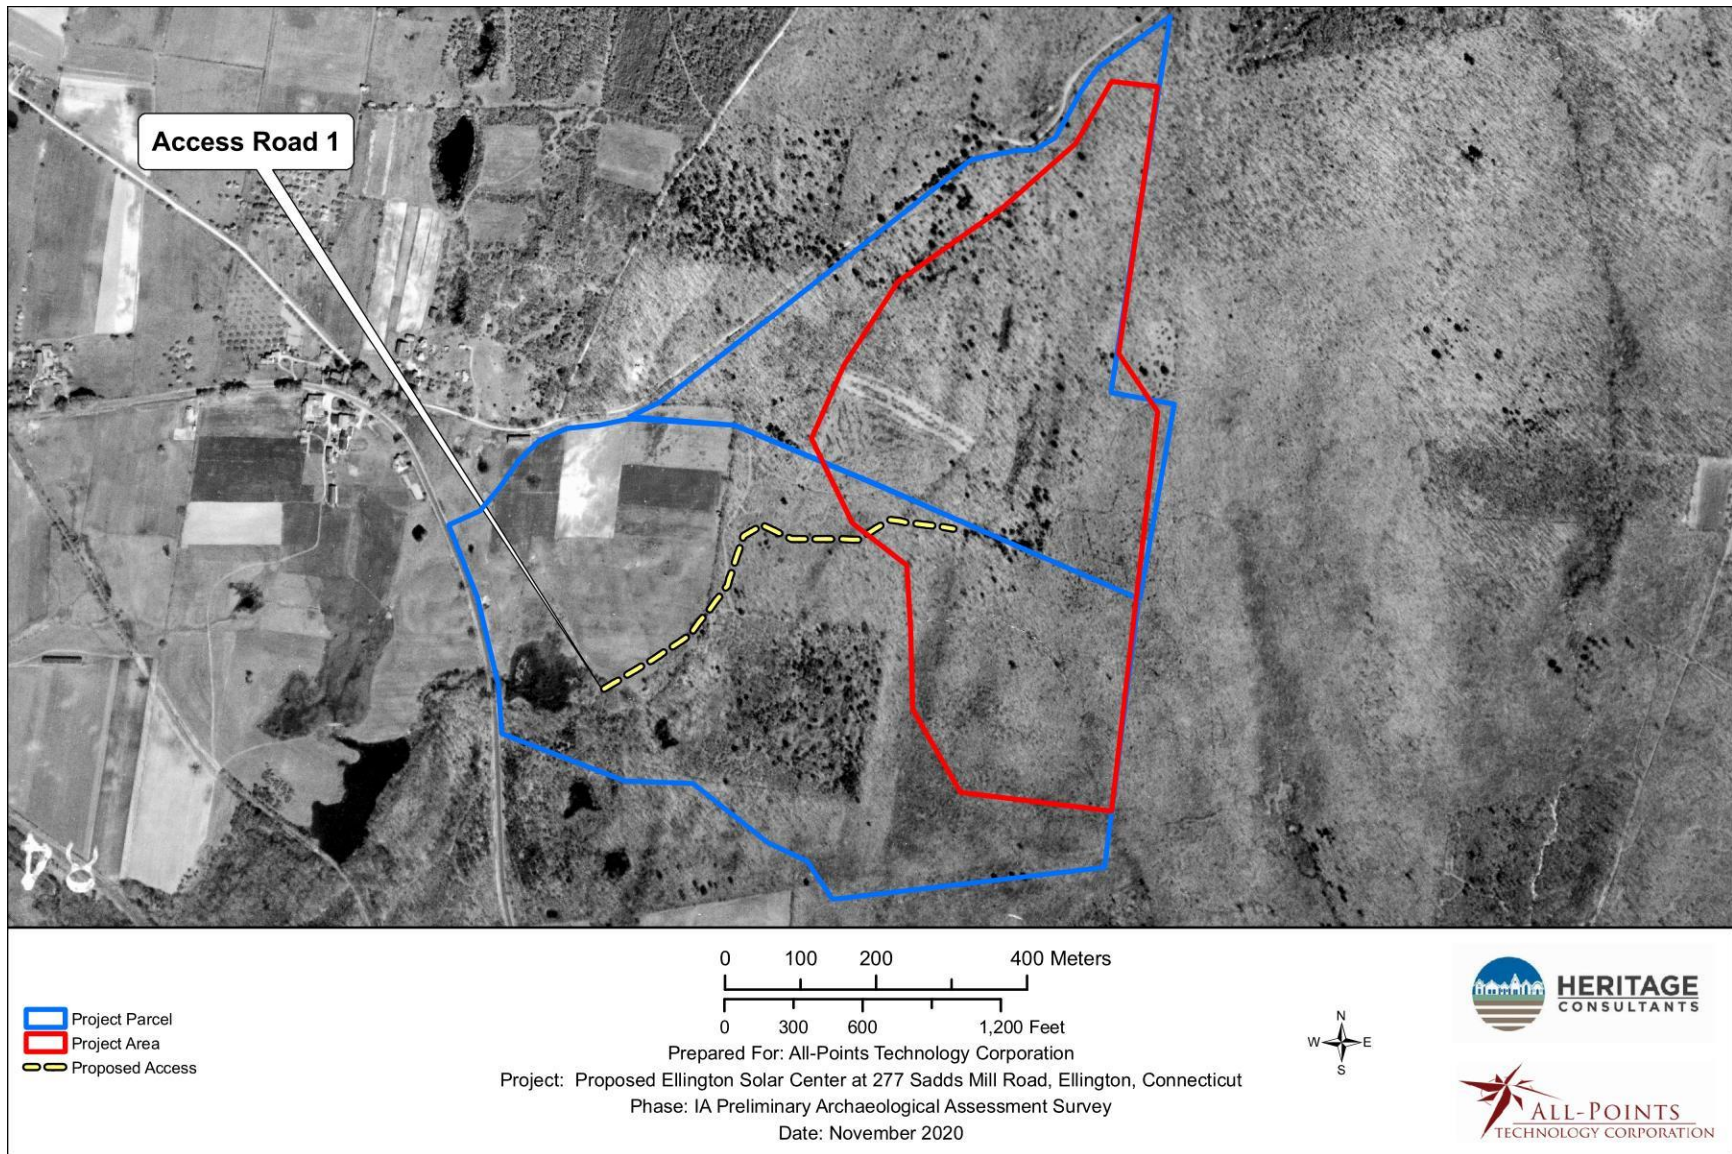 Access Road 1
Project Parcel
Project Area
Proposed Access
0 100 200 400 Meters
0 300 600 1,200 Feet
Prepared For: All-Points Technology Corporation
Project: Proposed Ellington Solar Center at 277 Sadds Mill Road, Ellington, Connecticut
Phase: IA Preliminary Archaeological Assessment Survey
Date: November 2020
N
W E
S
HERITAGE
CONSULTANTS
ALL-POINTS
TECHNOLOGY CORPORATION